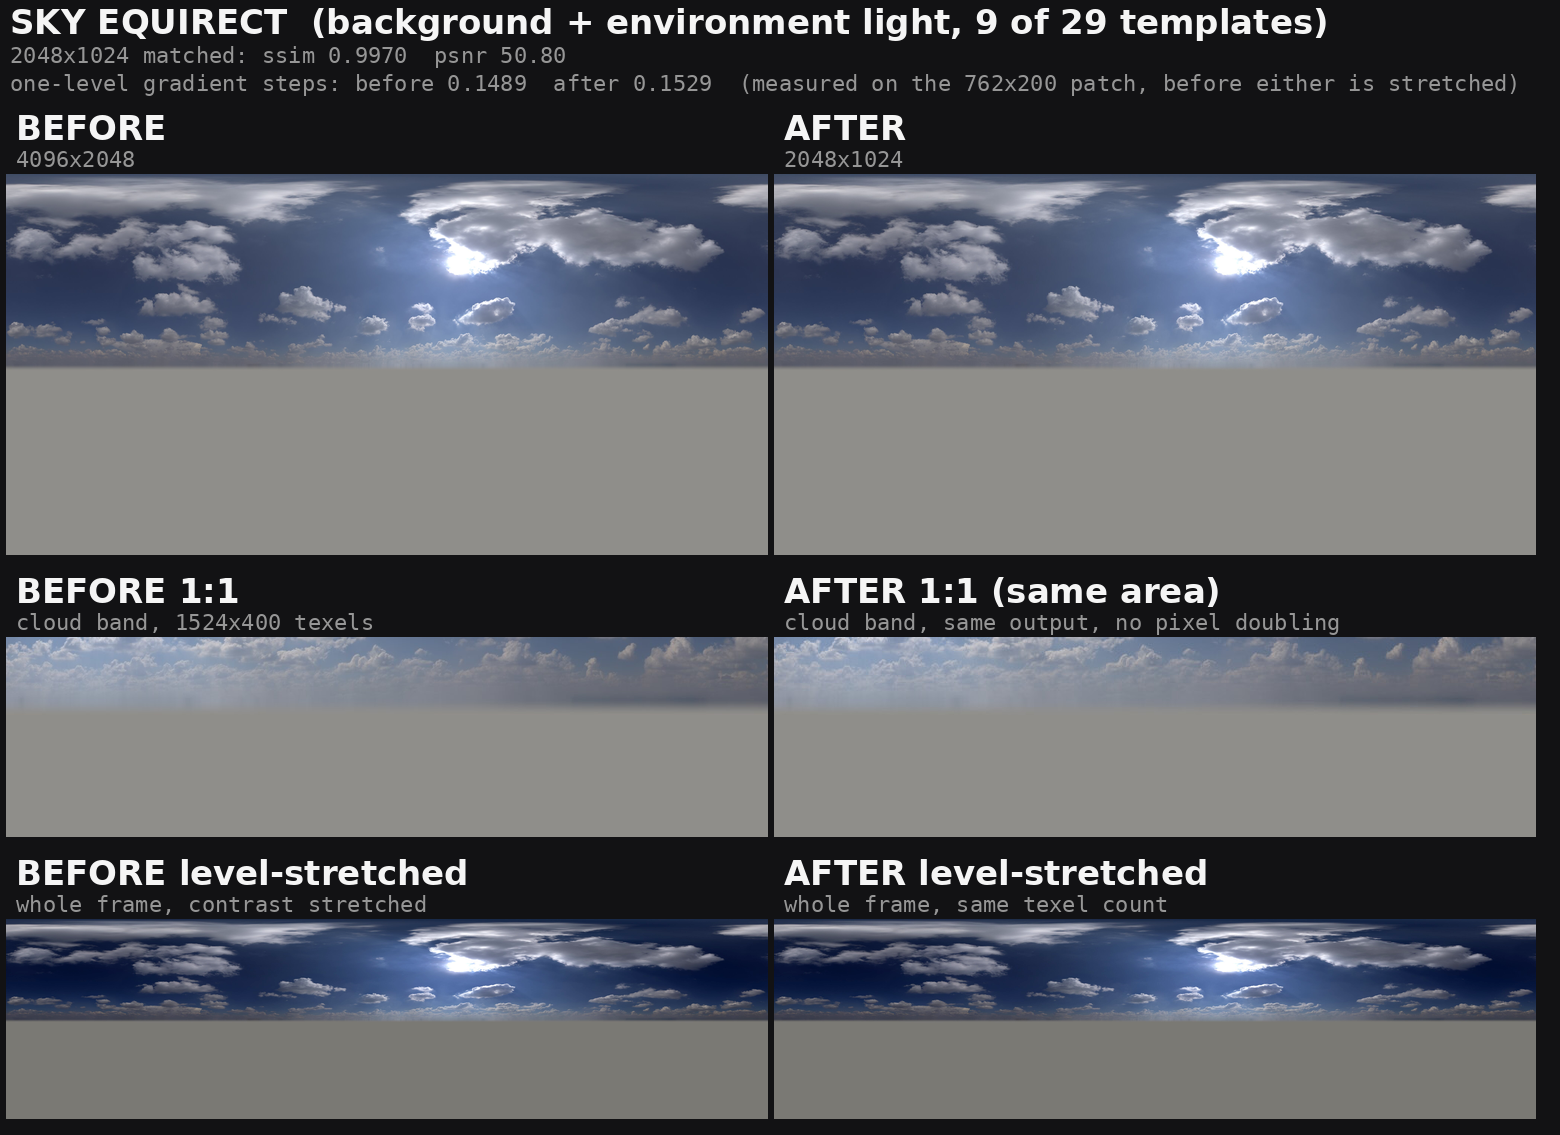 SKY EQUIRECT (background + environment light, 9 of 29 templates)
2048x1024 matched: ssim 0.9970 psnr 50.80
one-level gradient steps: before 0.1489 after 0.1529 (measured on the 762x200 patch, before either is stretched)
BEFORE
4096x2048
AFTER
2048x1024
BEFORE 1:1
cloud band, 1524x400 texels
AFTER 1:1 (same area)
cloud band, same output, no pixel doubling
BEFORE level-stretched
whole frame, contrast stretched
AFTER level-stretched
whole frame, same texel count